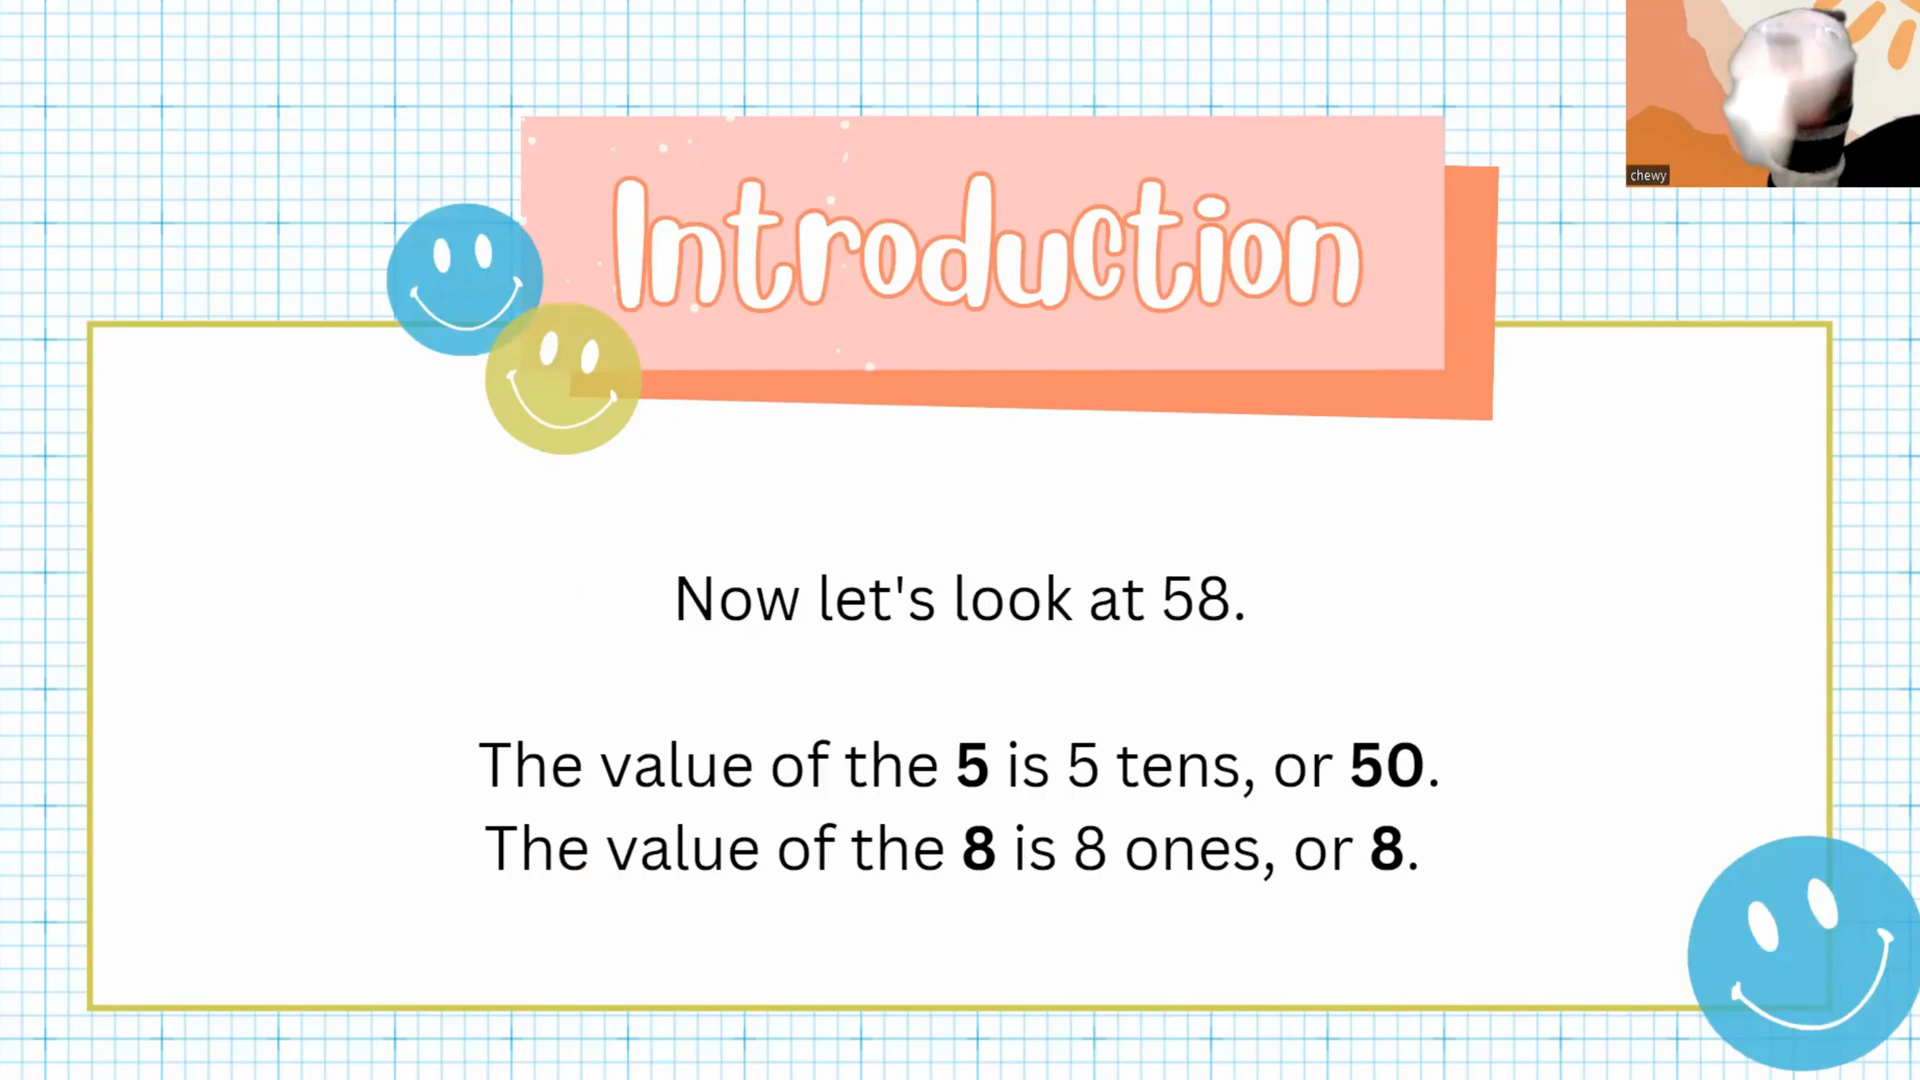 chewy
Introduction
Now let's look at 58.
The value of the 5 is 5 tens, or 50.
The value of the 8 is 8 ones, or 8.